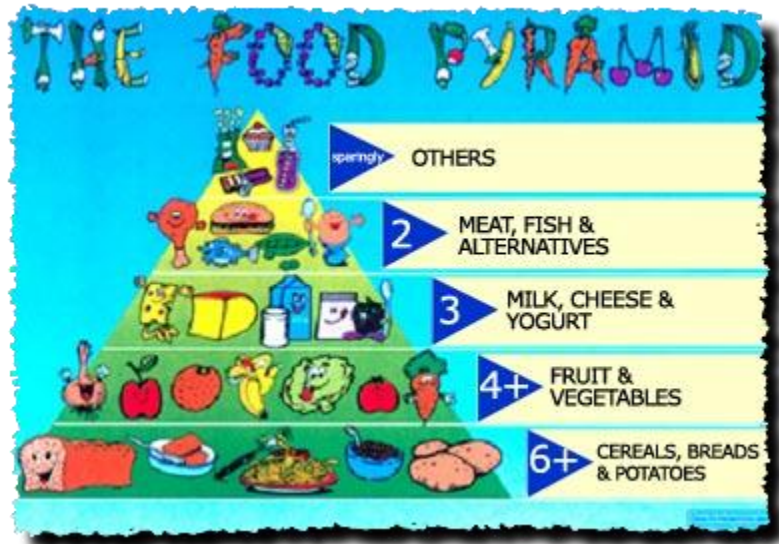 THE FOOD PYRAMID
sparingly
OTHERS
2
MEAT, FISH &
ALTERNATIVES
3
MILK, CHEESE &
YOGURT
4+
FRUIT &
VEGETABLES
6+
CEREALS, BREADS
& POTATOES